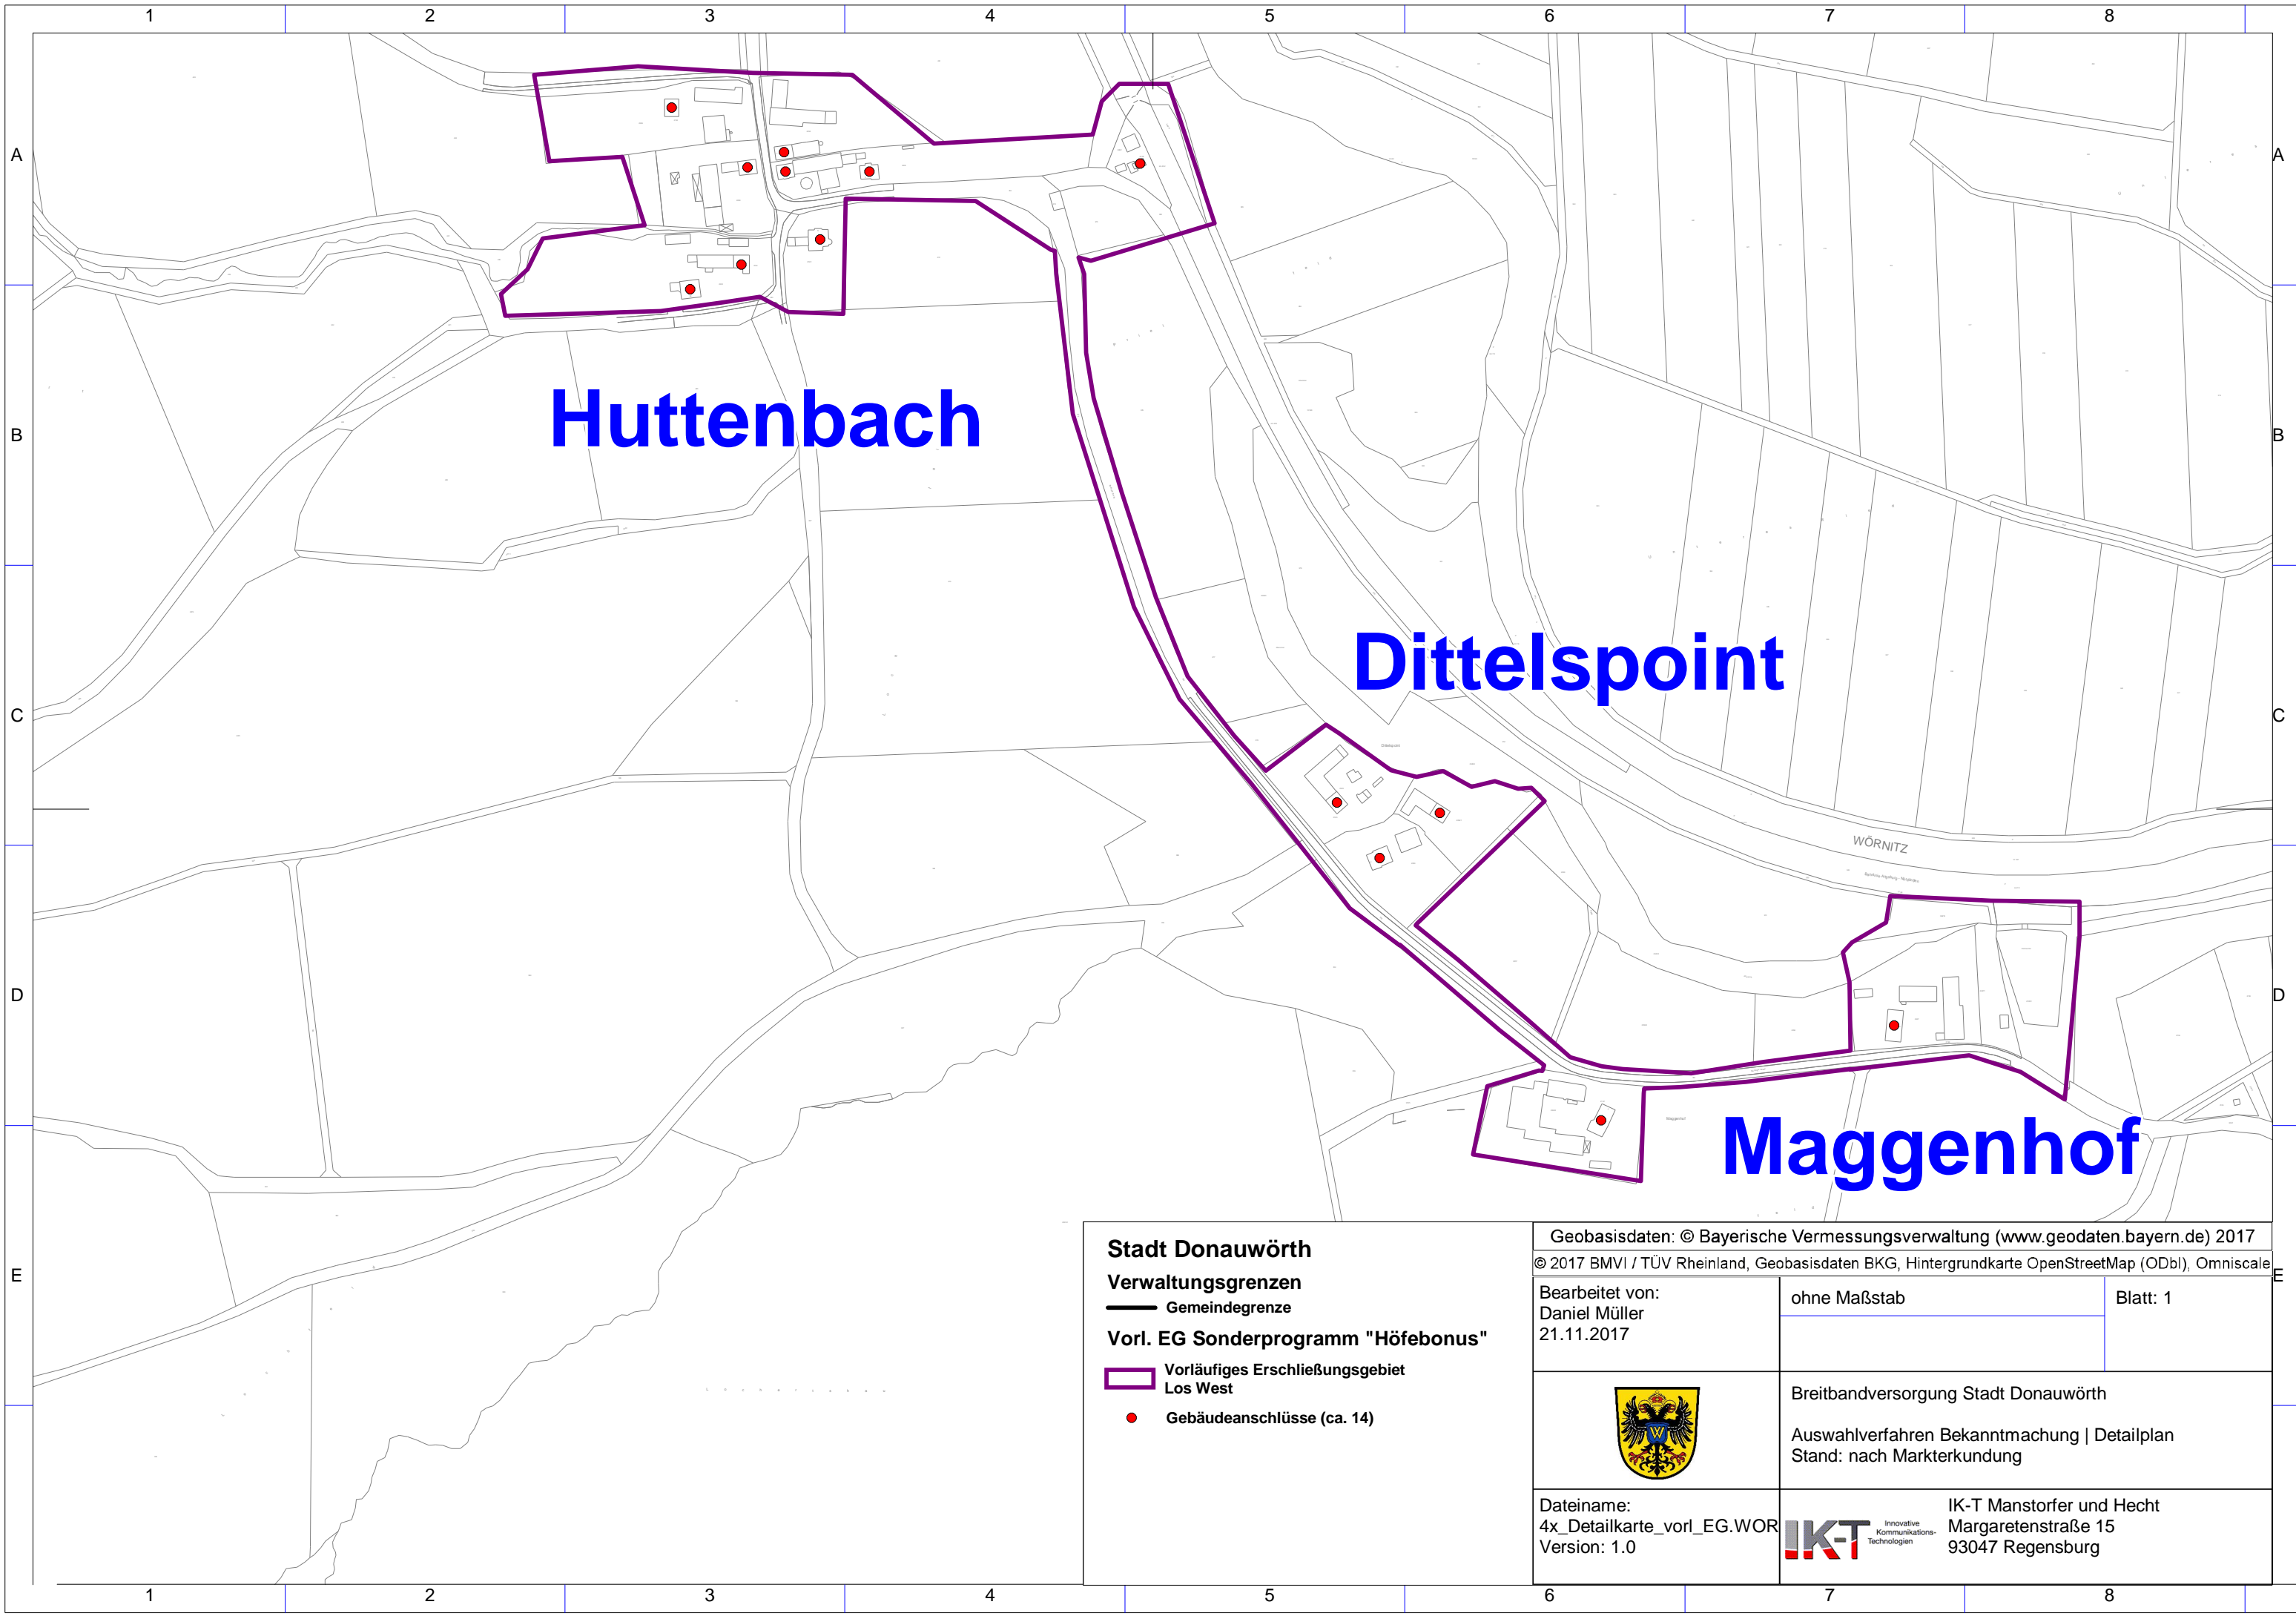 1 2 3 4 5 6 7 8
A A
Huttenbach
B B
Dittelspoint
C C
WÖRNITZ
D D
Maggenhof
Stadt Donauwörth
Verwaltungsgrenzen
Gemeindegrenze
Vorl. EG Sonderprogramm "Höfebonus"
Vorläufiges Erschließungsgebiet
Los West
Gebäudeanschlüsse (ca. 14)
Geobasisdaten: © Bayerische Vermessungsverwaltung (www.geodaten.bayern.de) 2017
© 2017 BMVI / TÜV Rheinland, Geobasisdaten BKG, Hintergrundkarte OpenStreetMap (ODbl), Omniscale
E E
Bearbeitet von:
Daniel Müller
21.11.2017
ohne Maßstab
Blatt: 1
W
Breitbandversorgung Stadt Donauwörth
Auswahlverfahren Bekanntmachung | Detailplan
Stand: nach Markterkundung
Dateiname:
4x_Detailkarte_vorl_EG.WOR
Version: 1.0
IK-T
Innovative
Kommunikations-
Technologien
IK-T Manstorfer und Hecht
Margaretenstraße 15
93047 Regensburg
1 2 3 4 5 6 7 8